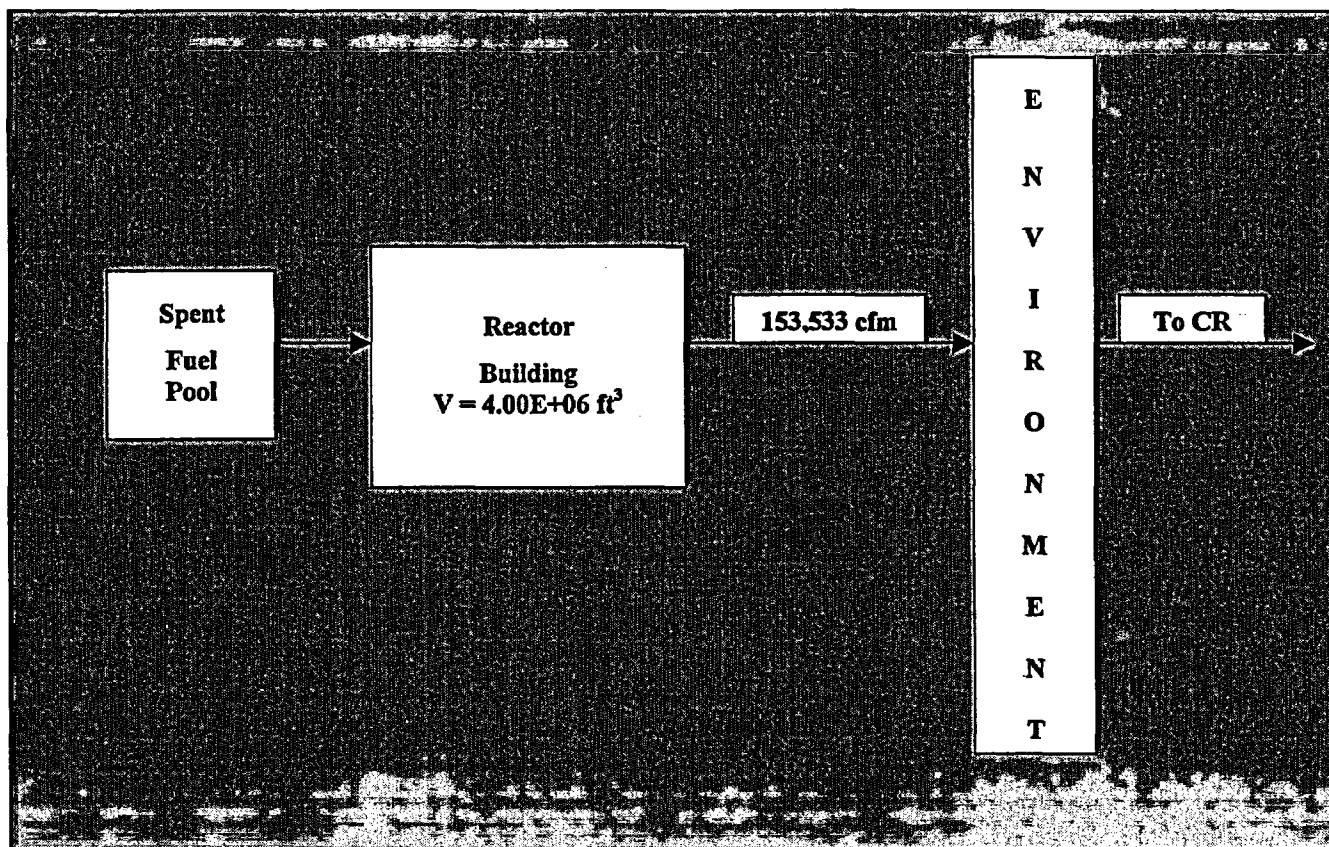 Spent
Fuel
Pool
Reactor
Building
V = 4.00E+06 ft³
153,533 cfm
E
N
V
I
R
O
N
M
E
N
T
To CR